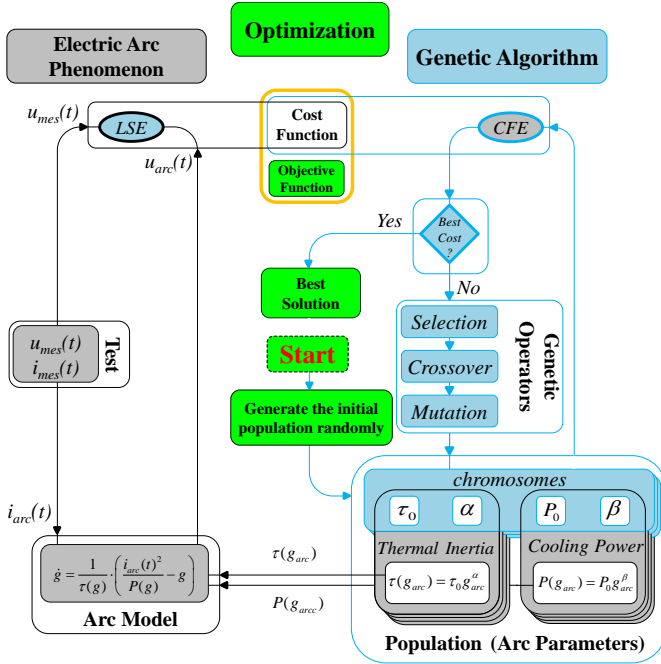 Electric Arc
Phenomenon
Optimization
Genetic Algorithm
u_mes(t)
LSE
Cost
Function
CFE
u_arc(t)
Objective
Function
Yes
Best
Cost
?
No
Best
Solution
Selection
Crossover
Mutation
Genetic
Operators
u_mes(t)
i_mes(t)
Test
Start
Generate the initial
population randomly
chromosomes
τ_0
α
P_0
β
Thermal Inertia
Cooling Power
τ(g_arc) = τ_0 g_arc^α
P(g_arc) = P_0 g_arc^β
i_arc(t)
τ(g_arc)
P(g_arcc)
ġ = 1/τ(g) · (i_arc(t)^2/P(g) − g)
Arc Model
Population (Arc Parameters)